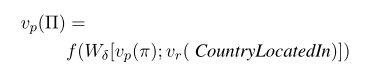 v_p(Π) =
f(W_δ[v_p(π); v_r( CountryLocatedIn)])